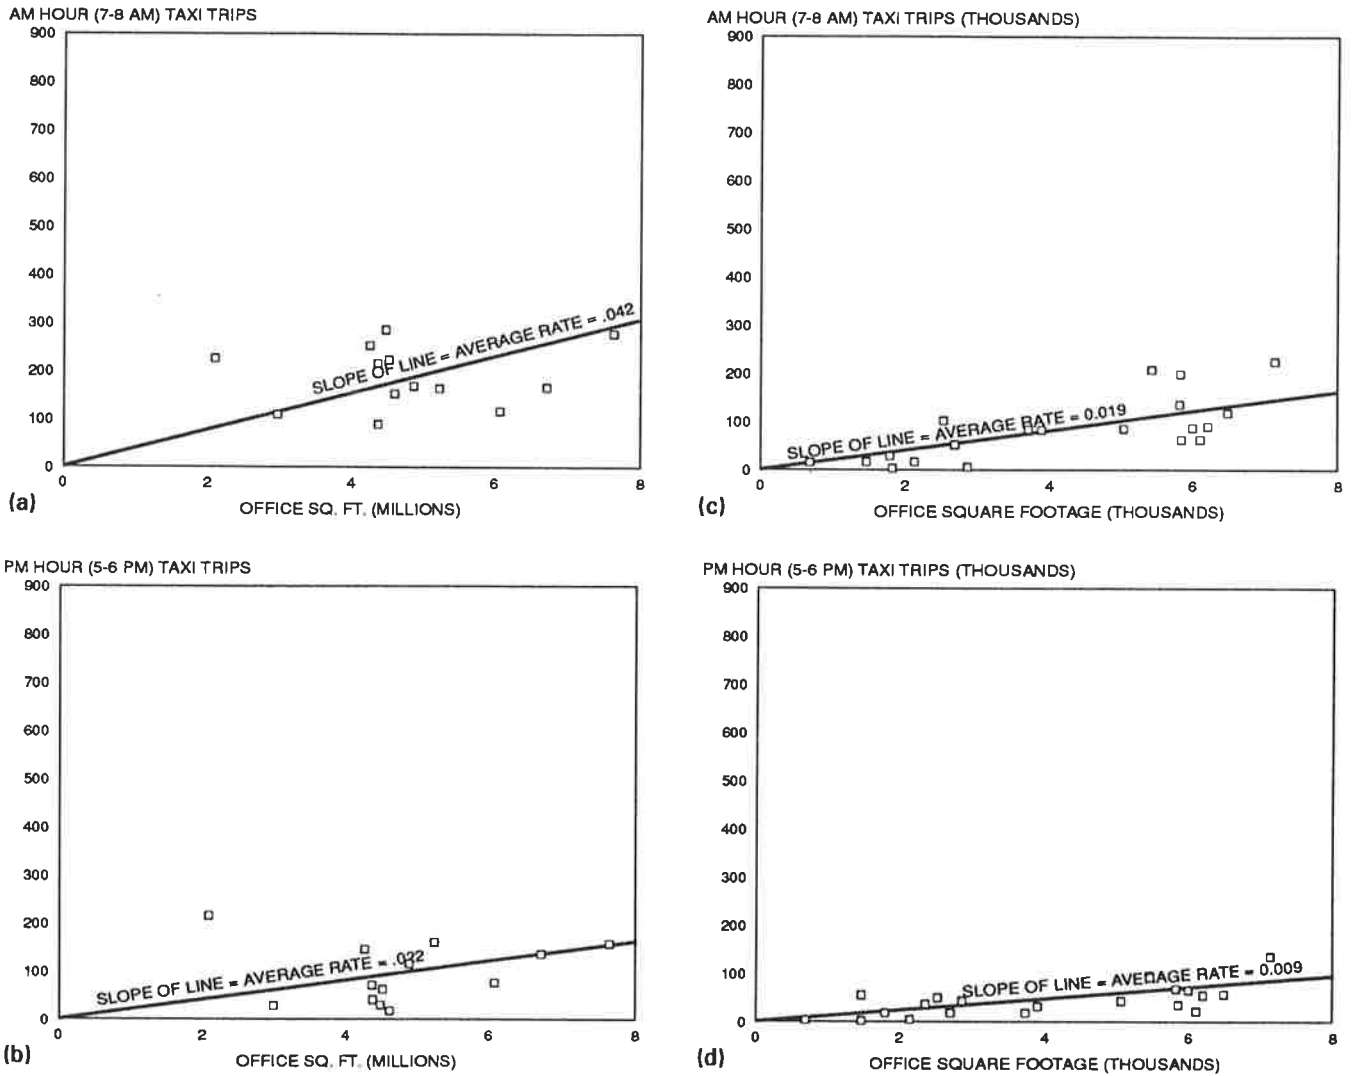 AM HOUR (7-8 AM) TAXI TRIPS
900
800
700
600
500
400
300
200
100
0
SLOPE OF LINE = AVERAGE RATE = .042
0 2 4 6 8
OFFICE SQ. FT. (MILLIONS)
(a)
AM HOUR (7-8 AM) TAXI TRIPS (THOUSANDS)
900
800
700
600
500
400
300
200
100
0
SLOPE OF LINE = AVERAGE RATE = 0.019
0 2 4 6 8
OFFICE SQUARE FOOTAGE (THOUSANDS)
(c)
PM HOUR (5-6 PM) TAXI TRIPS
900
800
700
600
500
400
300
200
100
0
SLOPE OF LINE = AVERAGE RATE = .022
0 2 4 6 8
OFFICE SQ. FT. (MILLIONS)
(b)
PM HOUR (5-6 PM) TAXI TRIPS (THOUSANDS)
900
800
700
600
500
400
300
200
100
0
SLOPE OF LINE = AVERAGE RATE = 0.009
0 2 4 6 8
OFFICE SQUARE FOOTAGE (THOUSANDS)
(d)